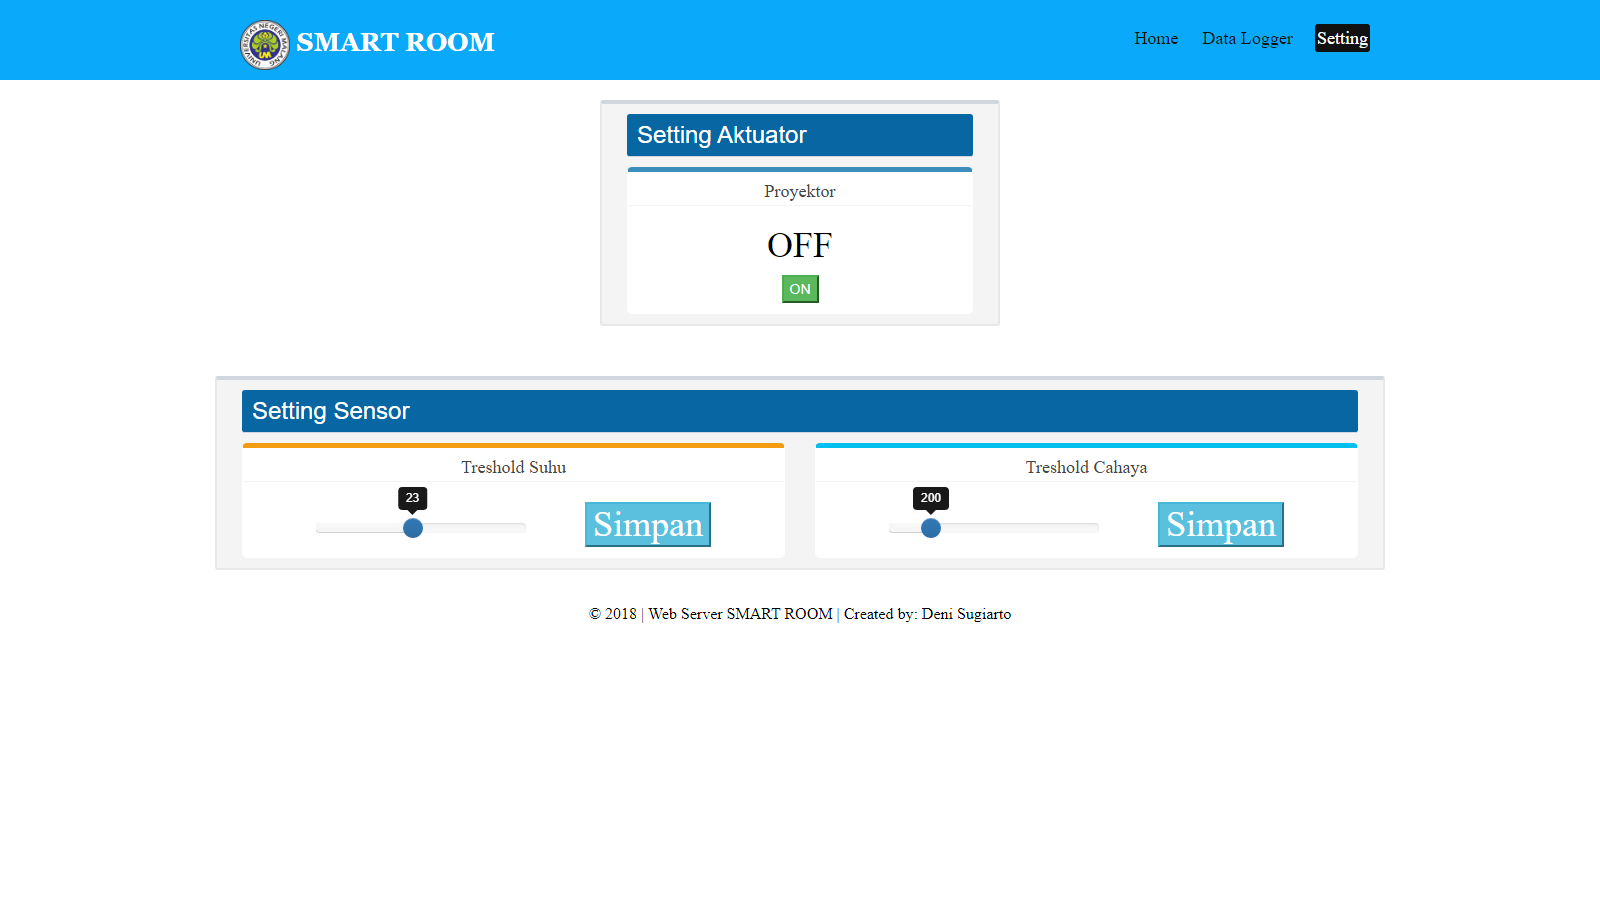 UNIVERSITAS NEGERI MALANG
UM
SMART ROOM
Home
Data Logger
Setting
Setting Aktuator
Proyektor
OFF
ON
Setting Sensor
Treshold Suhu
23
Simpan
Treshold Cahaya
200
Simpan
© 2018 | Web Server SMART ROOM | Created by: Deni Sugiarto